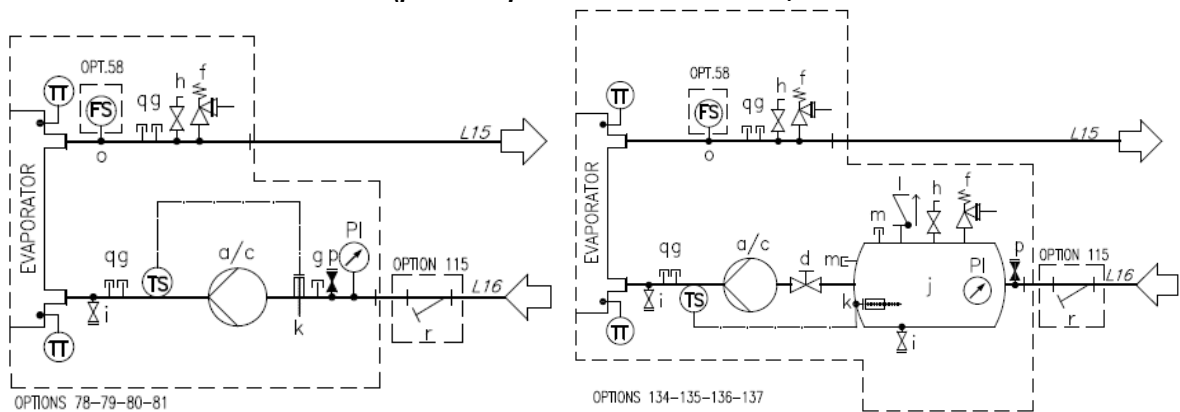 OPT.58
TT
FS
qg
h
f
o
L15
EVAPORATOR
a/c
PI
qg
TS
g
p
OPTION 115
L16
i
k
r
TT
OPTIONS 78-79-80-81
OPT.58
TT
FS
qg
h
f
o
L15
EVAPORATOR
l
h
f
m
a/c
qg
d
m
PI
p
OPTION 115
L16
TS
j
k
i
r
i
TT
OPTIONS 134-135-136-137